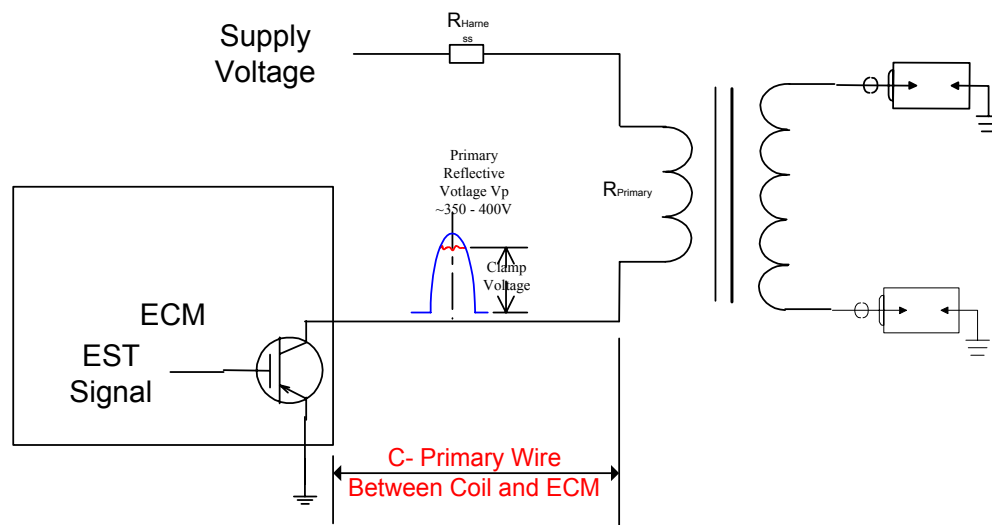 Supply
Voltage
RHarne
ss
Primary
Reflective
Votlage Vp
~350 - 400V
RPrimary
Clamp
Voltage
ECM
EST
Signal
C- Primary Wire
Between Coil and ECM